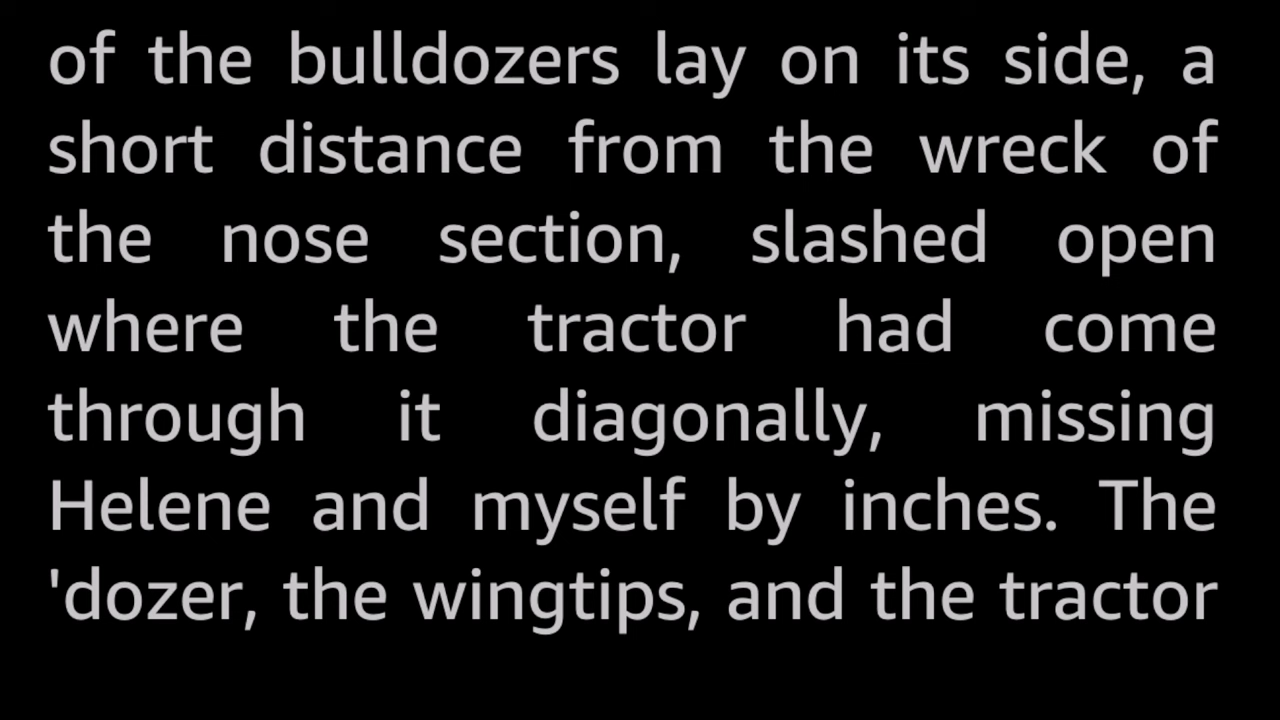 of the bulldozers lay on its side, a
short distance from the wreck of
the nose section, slashed open
where the tractor had come
through it diagonally, missing
Helene and myself by inches. The
'dozer, the wingtips, and the tractor